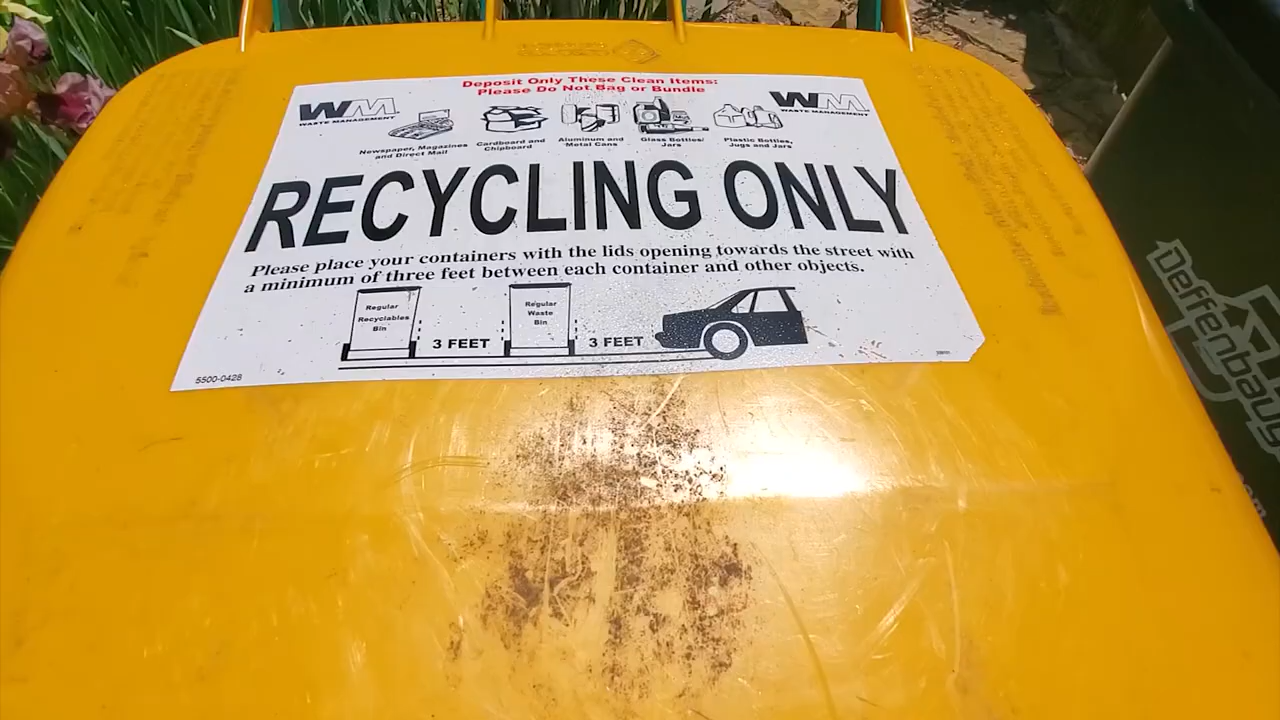 Deposit Only These Clean Items:
Please Do Not Bag or Bundle
WM
WASTE MANAGEMENT
WM
WASTE MANAGEMENT
Newspaper, Magazines
and Direct Mail
Cardboard and
Chipboard
Aluminum and
Metal Cans
Glass Bottles/
Jars
Plastic Bottles,
Jugs and Jars
RECYCLING ONLY
Please place your containers with the lids opening towards the street with
a minimum of three feet between each container and other objects.
Regular
Recyclables
Bin
3 FEET
Regular
Waste
Bin
3 FEET
5500-0428
Deffenbaugh